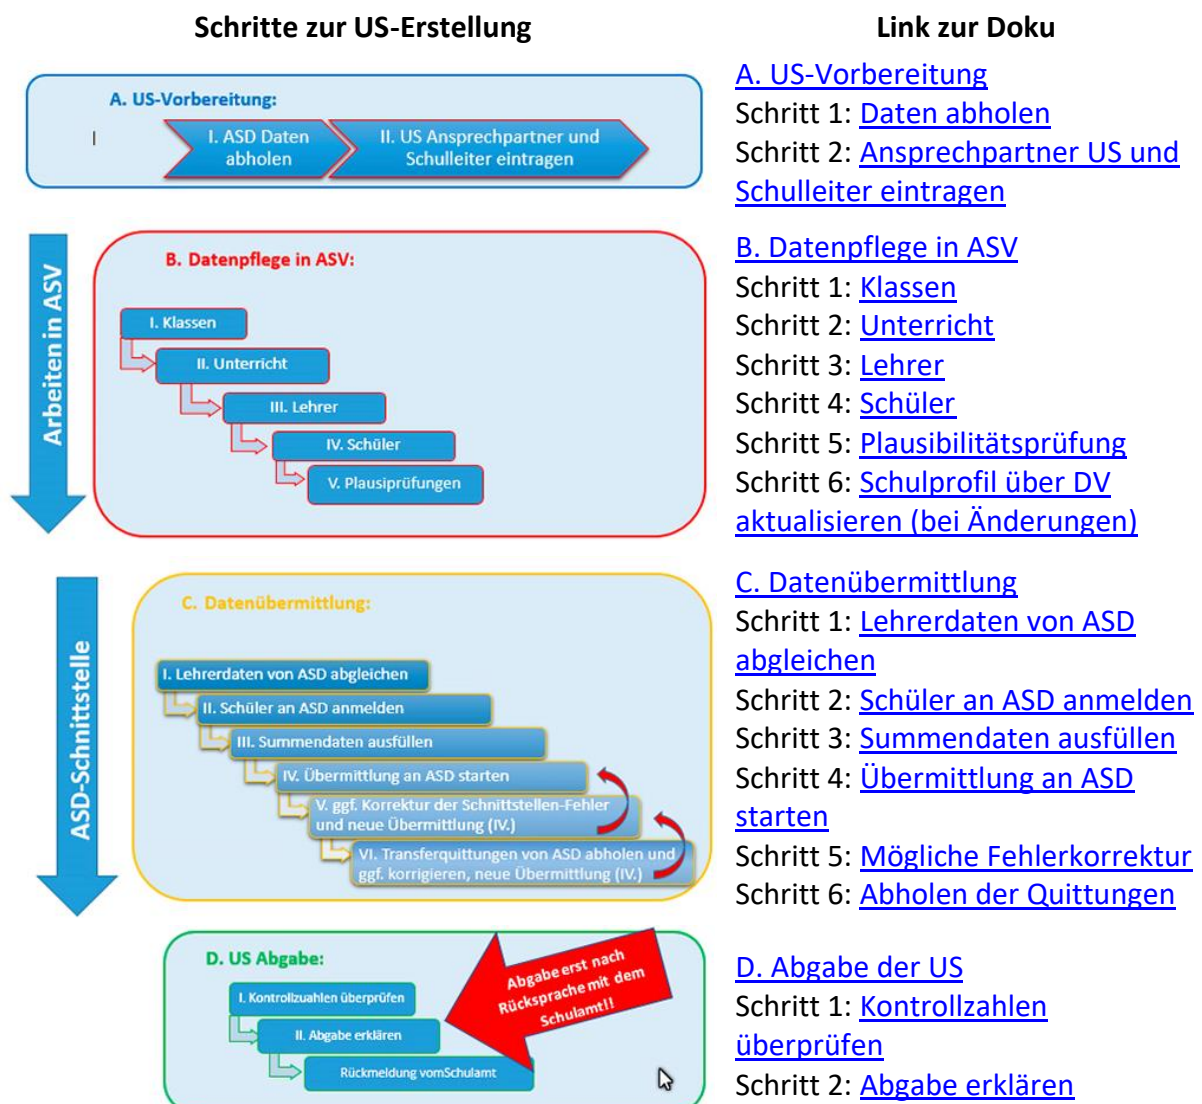 Schritte zur US-Erstellung
Link zur Doku
A. US-Vorbereitung:
I. ASD Daten
abholen
II. US Ansprechpartner und
Schulleiter eintragen
A. US-Vorbereitung
Schritt 1: Daten abholen
Schritt 2: Ansprechpartner US und
Schulleiter eintragen
Arbeiten in ASV
B. Datenpflege in ASV:
I. Klassen
II. Unterricht
III. Lehrer
IV. Schüler
V. Plausiprüfungen
B. Datenpflege in ASV
Schritt 1: Klassen
Schritt 2: Unterricht
Schritt 3: Lehrer
Schritt 4: Schüler
Schritt 5: Plausibilitätsprüfung
Schritt 6: Schulprofil über DV
aktualisieren (bei Änderungen)
ASD-Schnittstelle
C. Datenübermittlung:
I. Lehrerdaten von ASD abgleichen
II. Schüler an ASD anmelden
III. Summendaten ausfüllen
IV. Übermittlung an ASD starten
V. ggf. Korrektur der Schnittstellen-Fehler
und neue Übermittlung (IV.)
VI. Transferquittungen von ASD abholen und
ggf. korrigieren, neue Übermittlung (IV.)
C. Datenübermittlung
Schritt 1: Lehrerdaten von ASD
abgleichen
Schritt 2: Schüler an ASD anmelden
Schritt 3: Summendaten ausfüllen
Schritt 4: Übermittlung an ASD
starten
Schritt 5: Mögliche Fehlerkorrektur
Schritt 6: Abholen der Quittungen
D. US Abgabe:
I. Kontrollzuahlen überprüfen
II. Abgabe erklären
Rückmeldung vomSchulamt
Abgabe erst nach
Rücksprache mit dem
Schulamt!!
D. Abgabe der US
Schritt 1: Kontrollzahlen
überprüfen
Schritt 2: Abgabe erklären